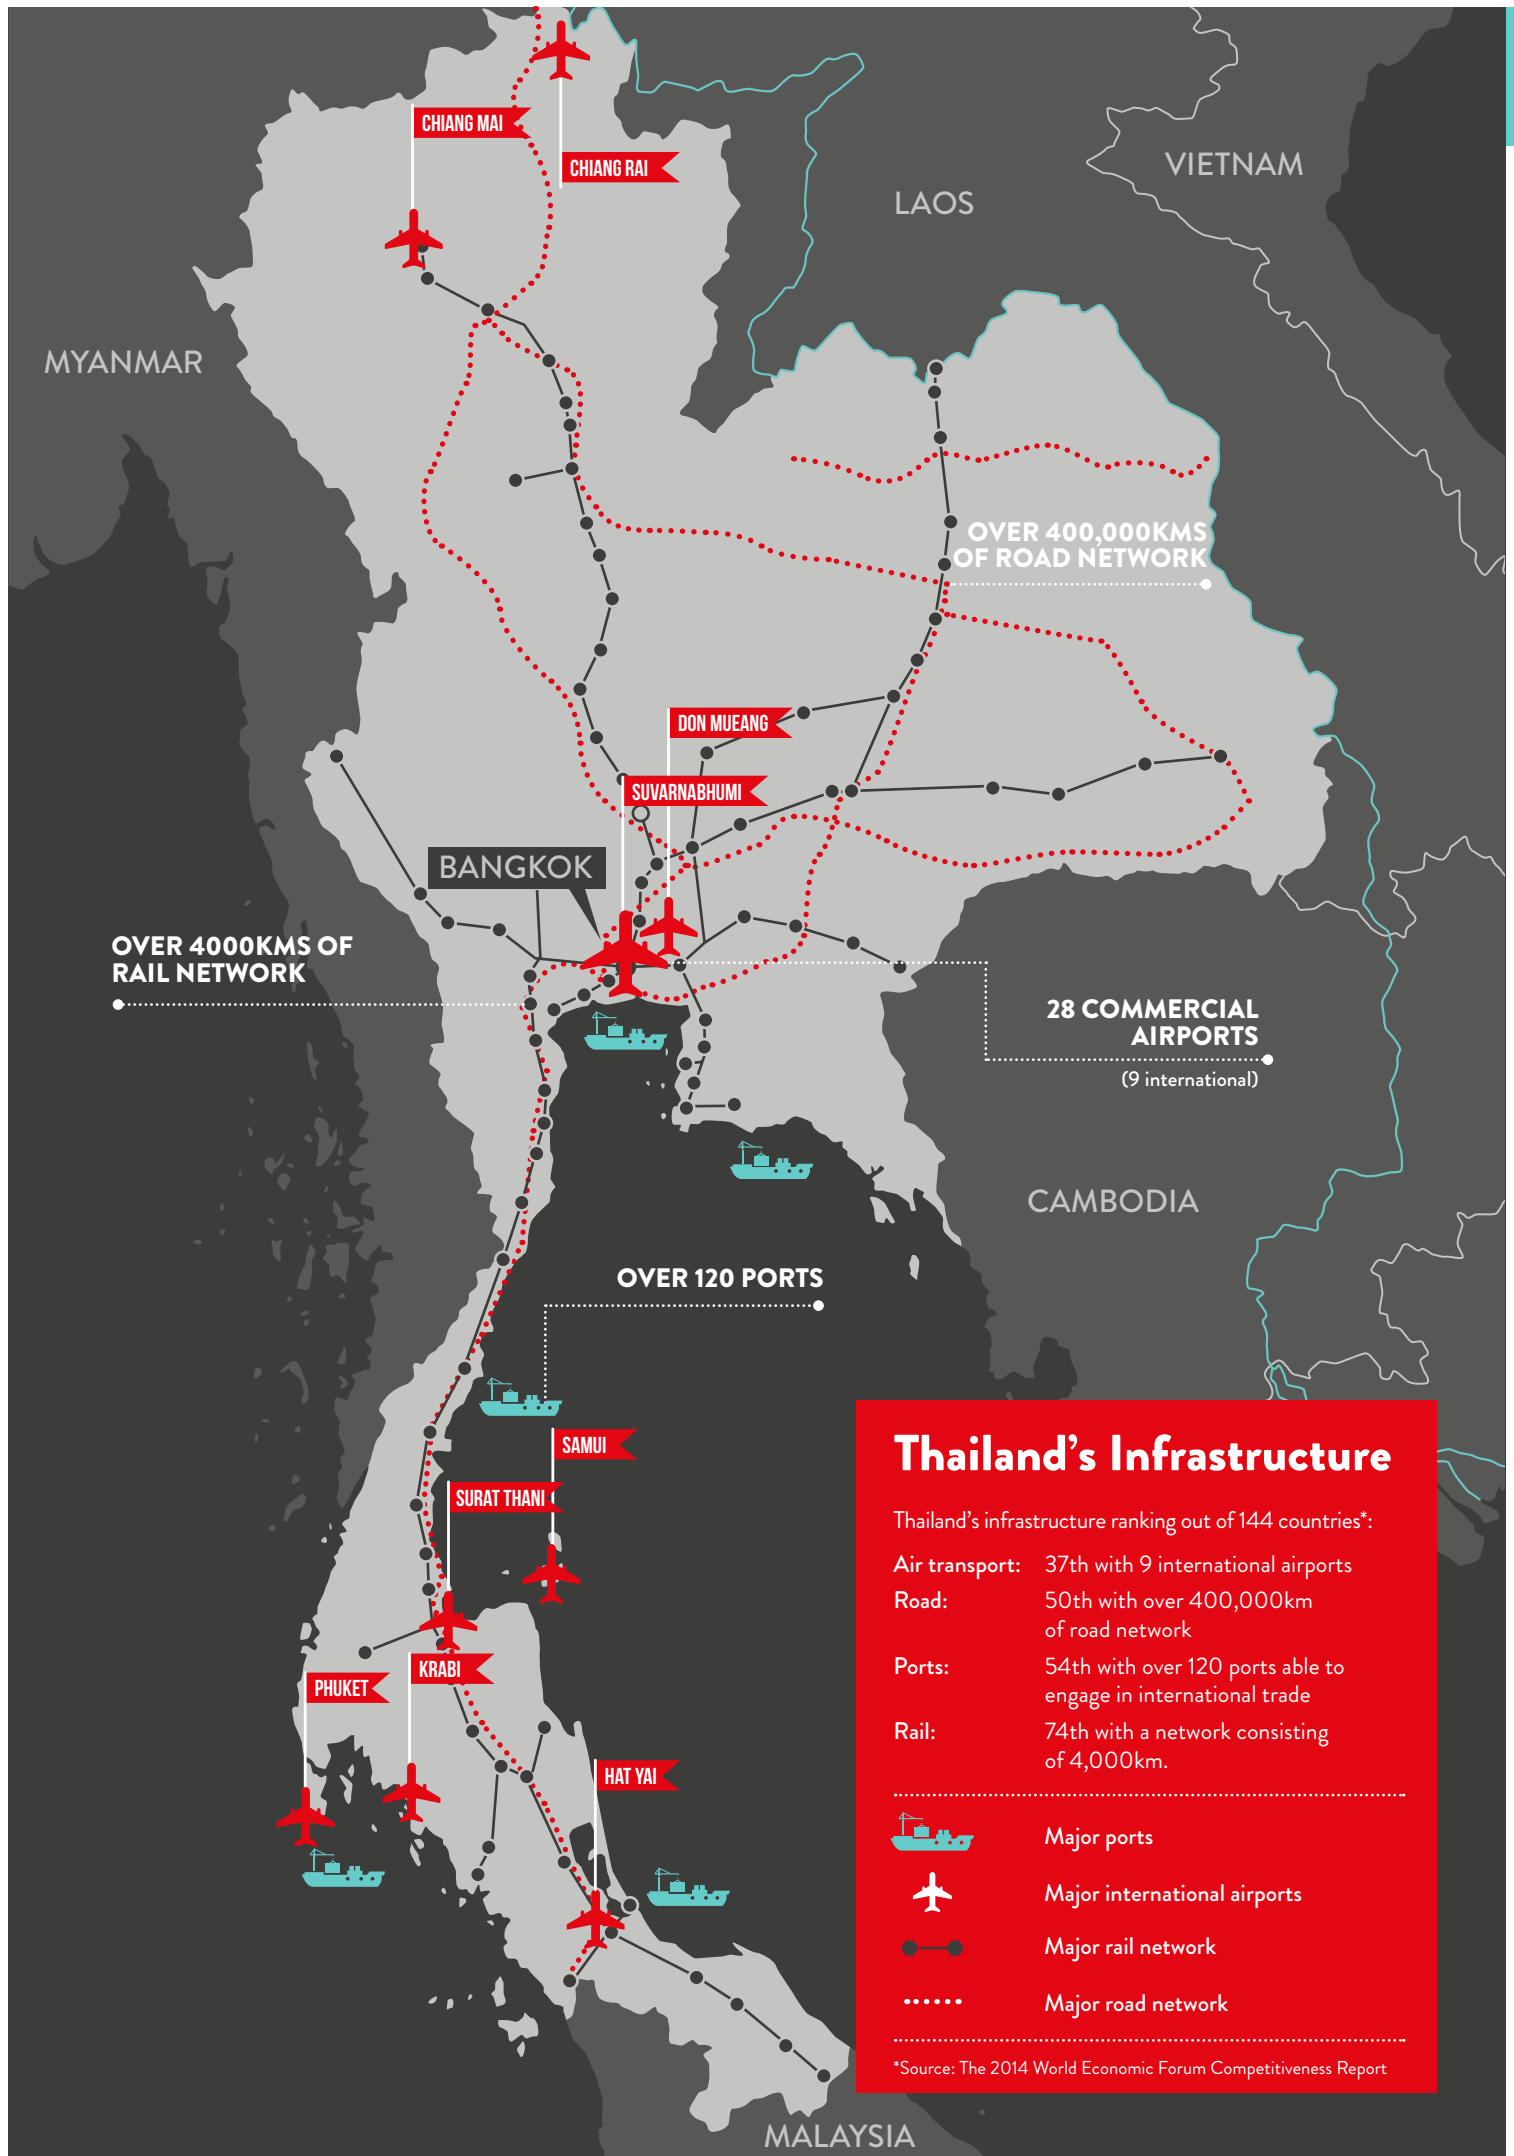 CHIANG MAI
CHIANG RAI
VIETNAM
LAOS
MYANMAR
OVER 400,000KMS
OF ROAD NETWORK
DON MUEANG
SUVARNABHUMI
BANGKOK
OVER 4000KMS OF
RAIL NETWORK
28 COMMERCIAL
AIRPORTS
(9 international)
CAMBODIA
OVER 120 PORTS
SAMUI
SURAT THANI
KRABI
PHUKET
HAT YAI
MALAYSIA
Thailand's Infrastructure
Thailand's infrastructure ranking out of 144 countries*:
Air transport: 37th with 9 international airports
Road: 50th with over 400,000km
of road network
Ports: 54th with over 120 ports able to
engage in international trade
Rail: 74th with a network consisting
of 4,000km.
Major ports
Major international airports
Major rail network
Major road network
*Source: The 2014 World Economic Forum Competitiveness Report